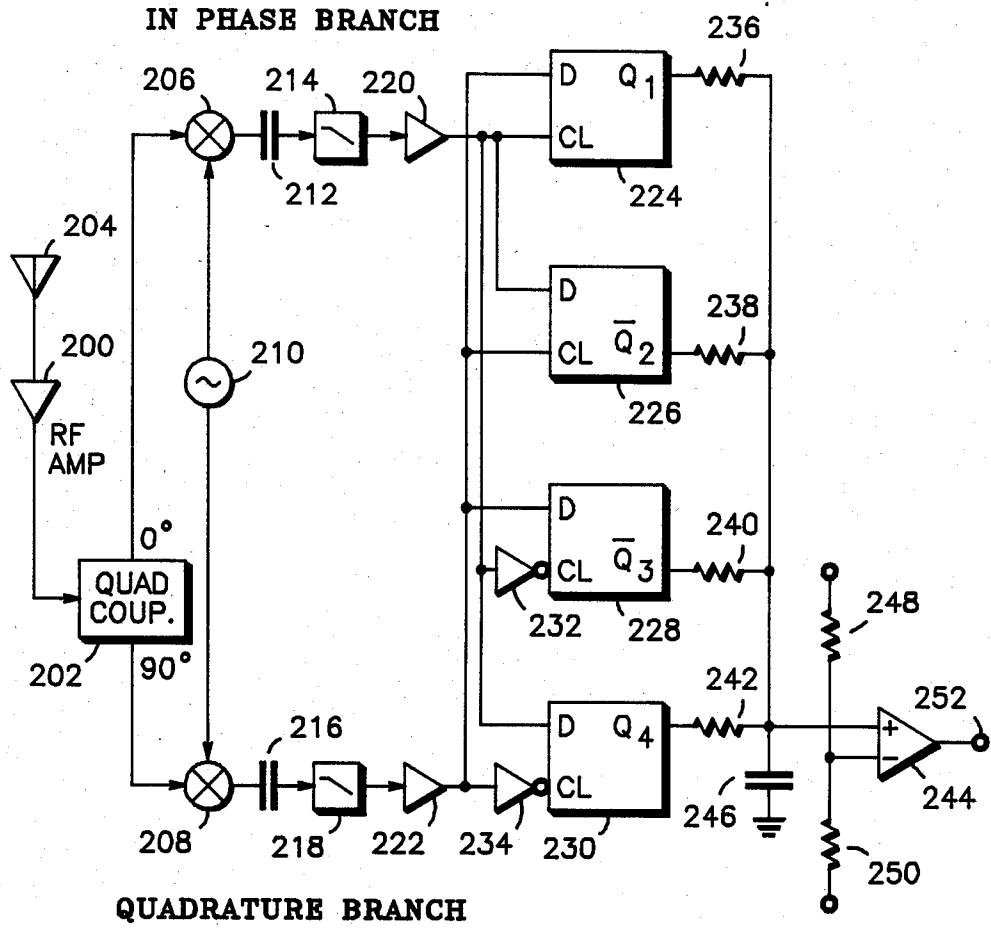 IN PHASE BRANCH
236
206
214
220
D Q1
CL
212
224
204
D
238
200
210
CL Q̅2
226
RF
AMP
D
240
0°
248
QUAD
COUP.
CL Q̅3
232
228
202
90°
242
252
216
D Q4
+
−
CL
246
244
208
218
222
234
230
250
QUADRATURE BRANCH